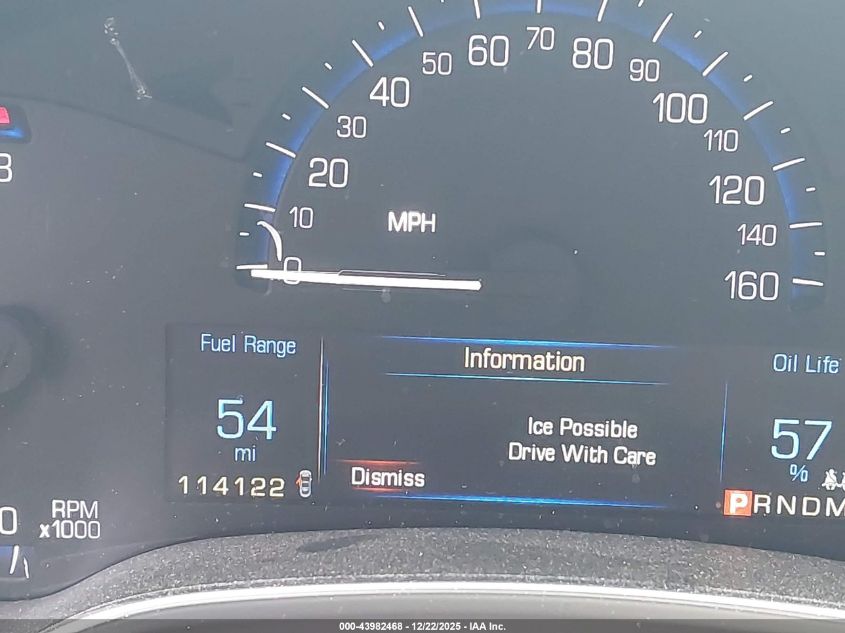 0
10
20
30
40
50
60
70
80
90
100
110
120
140
160
MPH
8
Fuel Range
54
mi
114122
Information
Ice Possible
Drive With Care
Dismiss
Oil Life
57
%
PRNDM
0
RPM
x1000
000-43982468 - 12/22/2025 - IAA Inc.